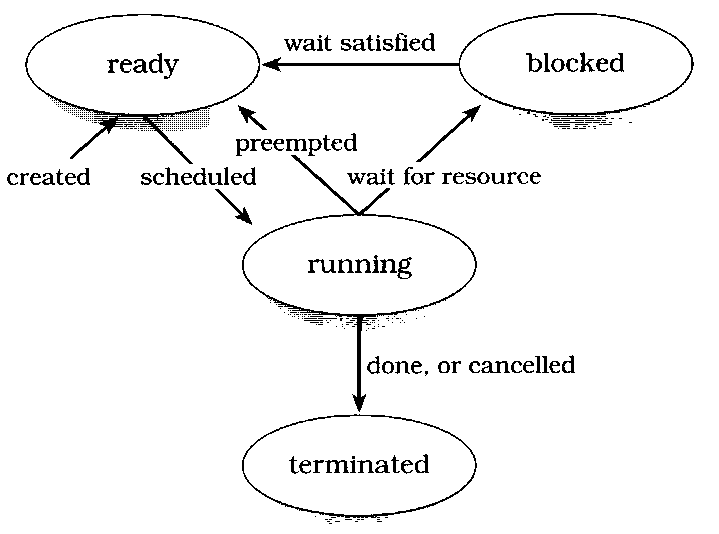 ready
wait satisfied
blocked
preempted
created
scheduled
wait for resource
running
done, or cancelled
terminated